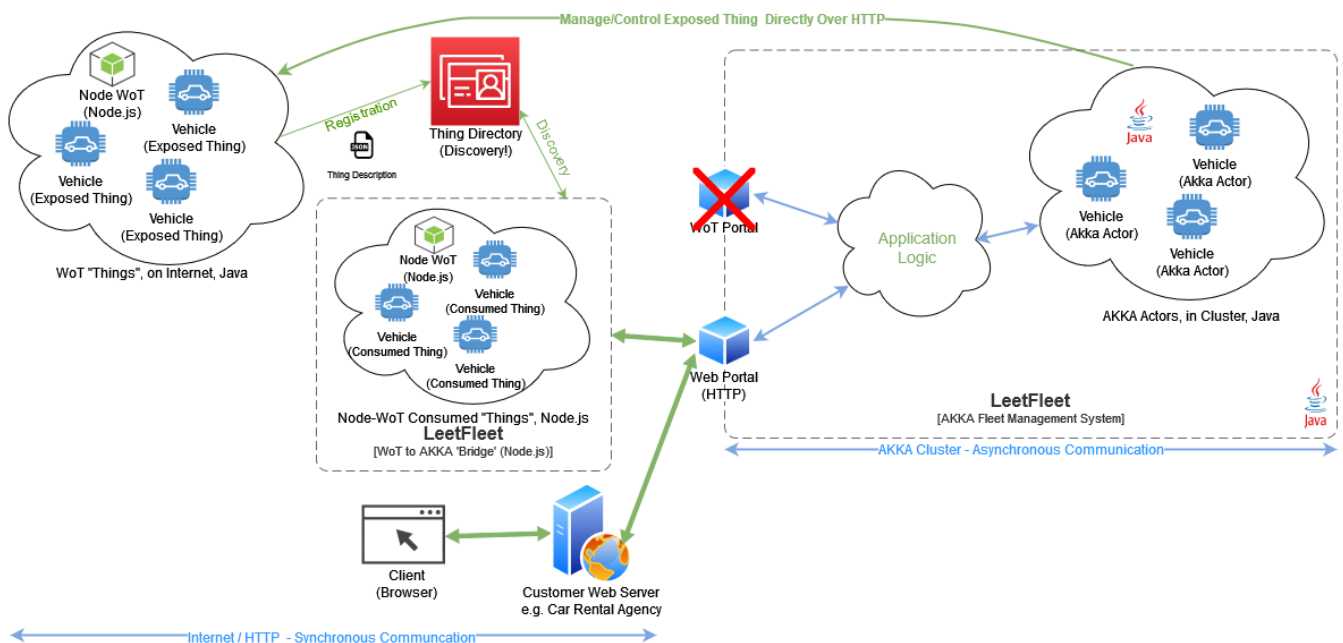 Manage/Control Exposed Thing Directly Over HTTP
Node WoT
(Node.js)
Vehicle
(Exposed Thing)
Vehicle
(Exposed Thing)
Vehicle
(Exposed Thing)
WoT "Things", on Internet, Java
Registration
JSON
Thing Description
Thing Directory
(Discovery!)
Discovery
Node WoT
(Node.js)
Vehicle
(Consumed Thing)
Vehicle
(Consumed Thing)
Vehicle
(Consumed Thing)
Node-WoT Consumed "Things", Node.js
LeetFleet
[WoT to AKKA 'Bridge' (Node.js)]
WoT Portal
Web Portal
(HTTP)
Application
Logic
Java
Vehicle
(Akka Actor)
Vehicle
(Akka Actor)
Vehicle
(Akka Actor)
AKKA Actors, in Cluster, Java
LeetFleet
[AKKA Fleet Management System]
Java
AKKA Cluster - Asynchronous Communication
Client
(Browser)
Customer Web Server
e.g. Car Rental Agency
Internet / HTTP - Synchronous Communcation